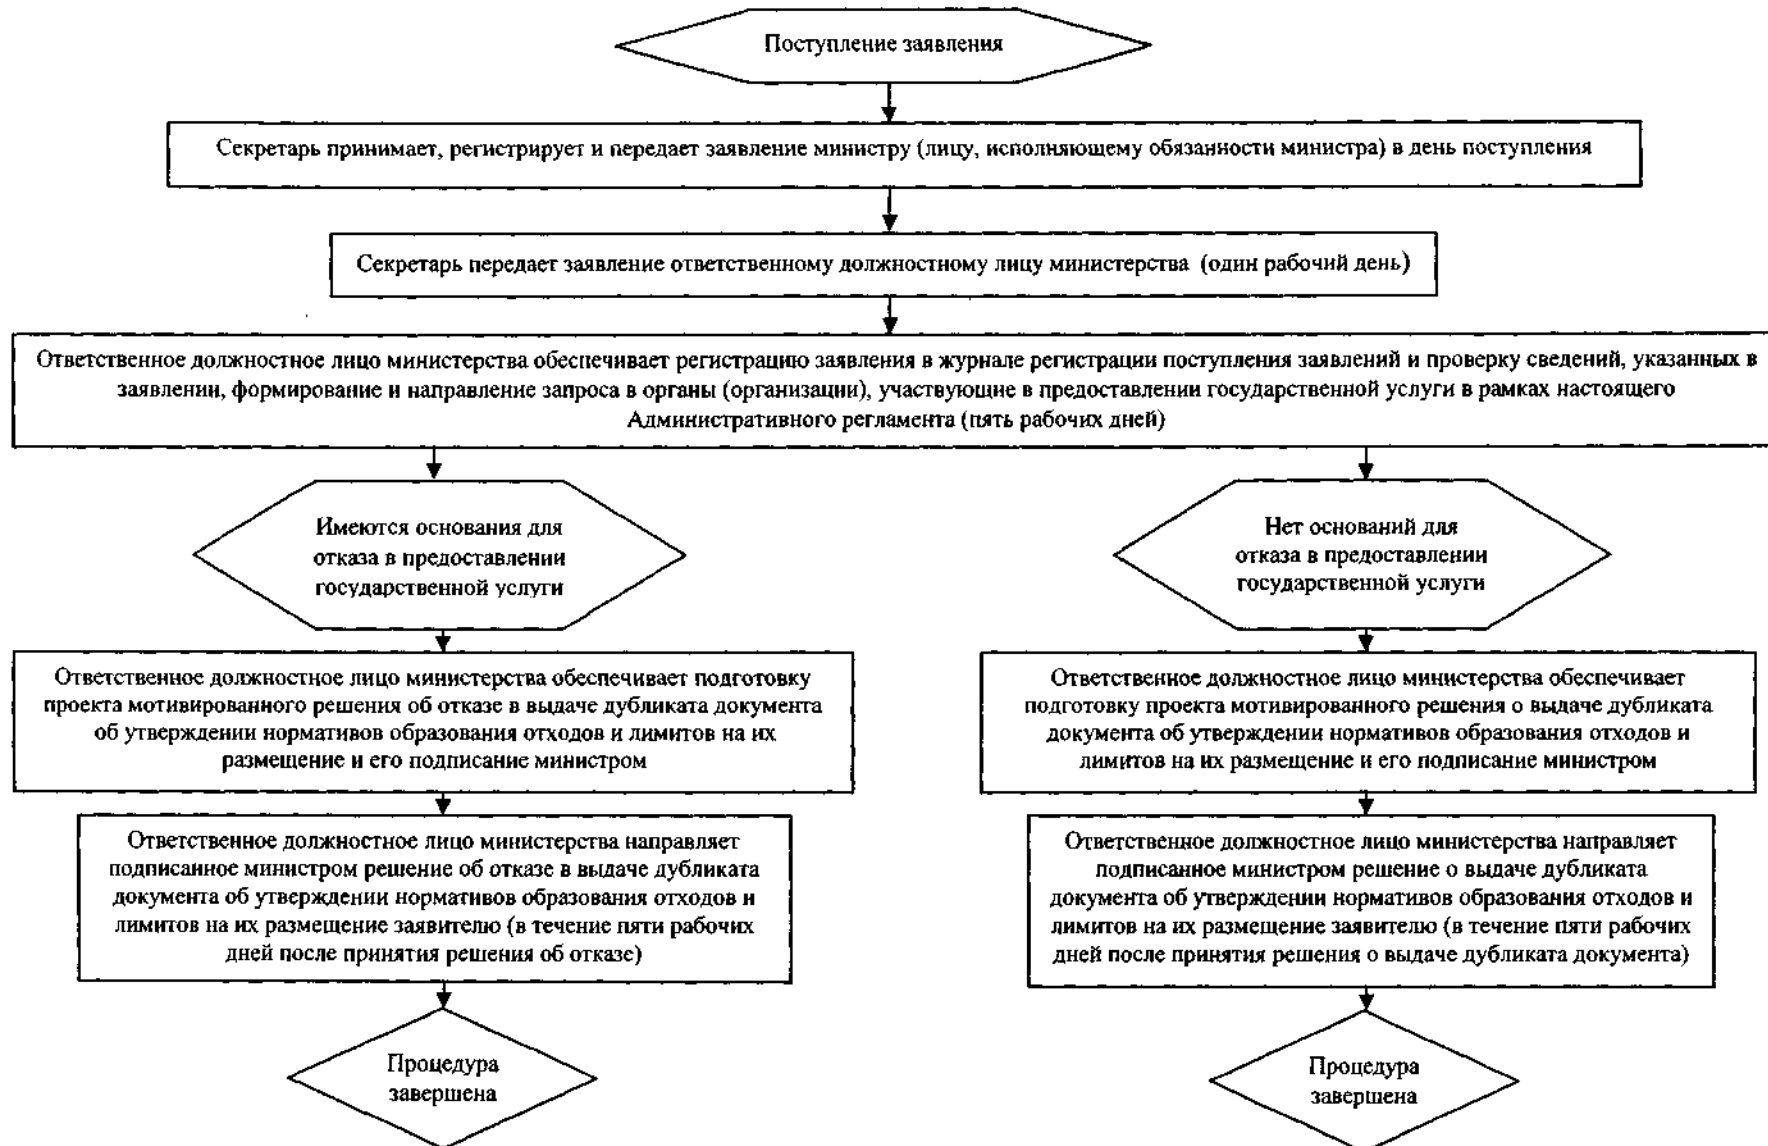 Поступление заявления
Секретарь принимает, регистрирует и передает заявление министру (лицу, исполняющему обязанности министра) в день поступления
Секретарь передает заявление ответственному должностному лицу министерства (один рабочий день)
Ответственное должностное лицо министерства обеспечивает регистрацию заявления в журнале регистрации поступления заявлений и проверку сведений, указанных в
заявлении, формирование и направление запроса в органы (организации), участвующие в предоставлении государственной услуги в рамках настоящего
Административного регламента (пять рабочих дней)
Имеются основания для
отказа в предоставлении
государственной услуги
Нет оснований для
отказа в предоставлении
государственной услуги
Ответственное должностное лицо министерства обеспечивает подготовку
проекта мотивированного решения об отказе в выдаче дубликата документа
об утверждении нормативов образования отходов и лимитов на их
размещение и его подписание министром
Ответственное должностное лицо министерства обеспечивает
подготовку проекта мотивированного решения о выдаче дубликата
документа об утверждении нормативов образования отходов и
лимитов на их размещение и его подписание министром
Ответственное должностное лицо министерства направляет
подписанное министром решение об отказе в выдаче дубликата
документа об утверждении нормативов образования отходов и
лимитов на их размещение заявителю (в течение пяти рабочих
дней после принятия решения об отказе)
Ответственное должностное лицо министерства направляет
подписанное министром решение о выдаче дубликата
документа об утверждении нормативов образования отходов и
лимитов на их размещение заявителю (в течение пяти рабочих
дней после принятия решения о выдаче дубликата документа)
Процедура
завершена
Процедура
завершена